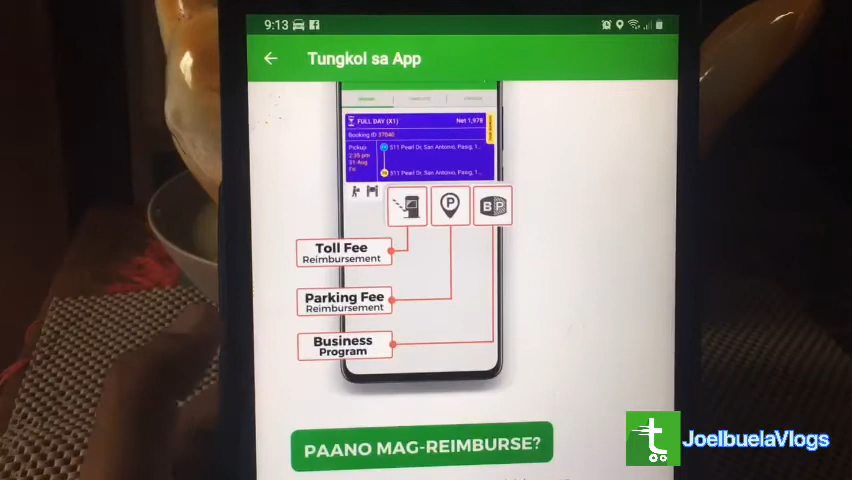 9:13
Tungkol sa App
FULL DAY (X1)
Net 1,978
Booking ID 37040
Pickup
2:35 pm
31-Aug
Fri
511 Pearl Dr, San Antonio, Pasig, 1...
511 Pearl Dr, San Antonio, Pasig, 1...
P
B P
Toll Fee
Reimbursement
Parking Fee
Reimbursement
Business
Program
PAANO MAG-REIMBURSE?
t
JoelbuelaVlogs